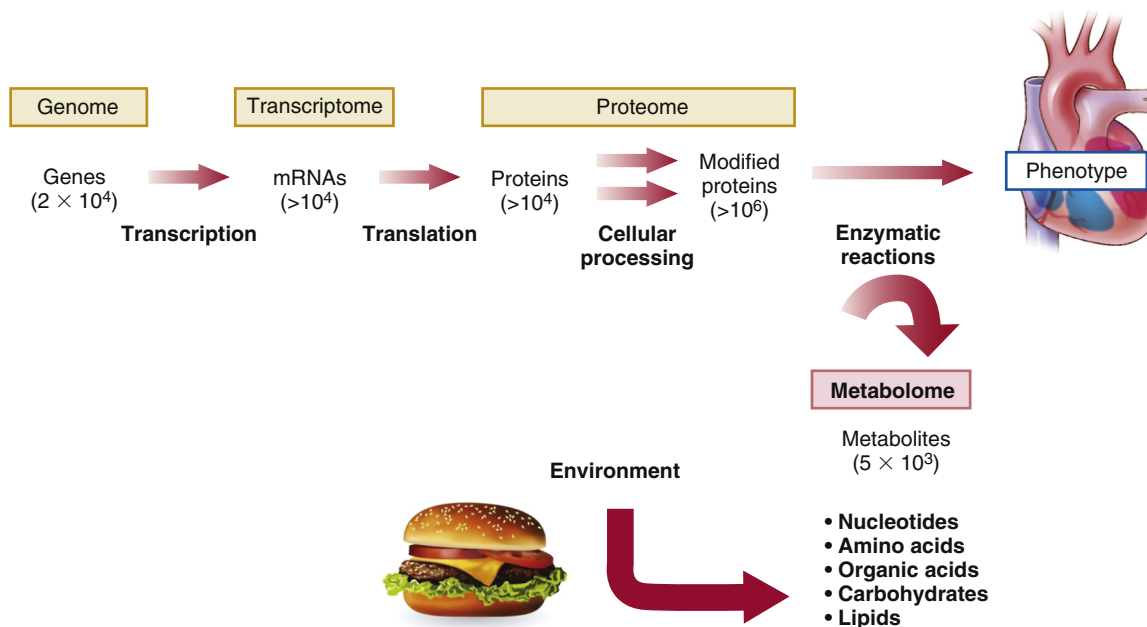 Genome
Transcriptome
Proteome
Genes
(2 × 10⁴)
mRNAs
(>10⁴)
Proteins
(>10⁴)
Modified
proteins
(>10⁶)
Phenotype
Transcription
Translation
Cellular
processing
Enzymatic
reactions
Metabolome
Metabolites
(5 × 10³)
Environment
• Nucleotides
• Amino acids
• Organic acids
• Carbohydrates
• Lipids